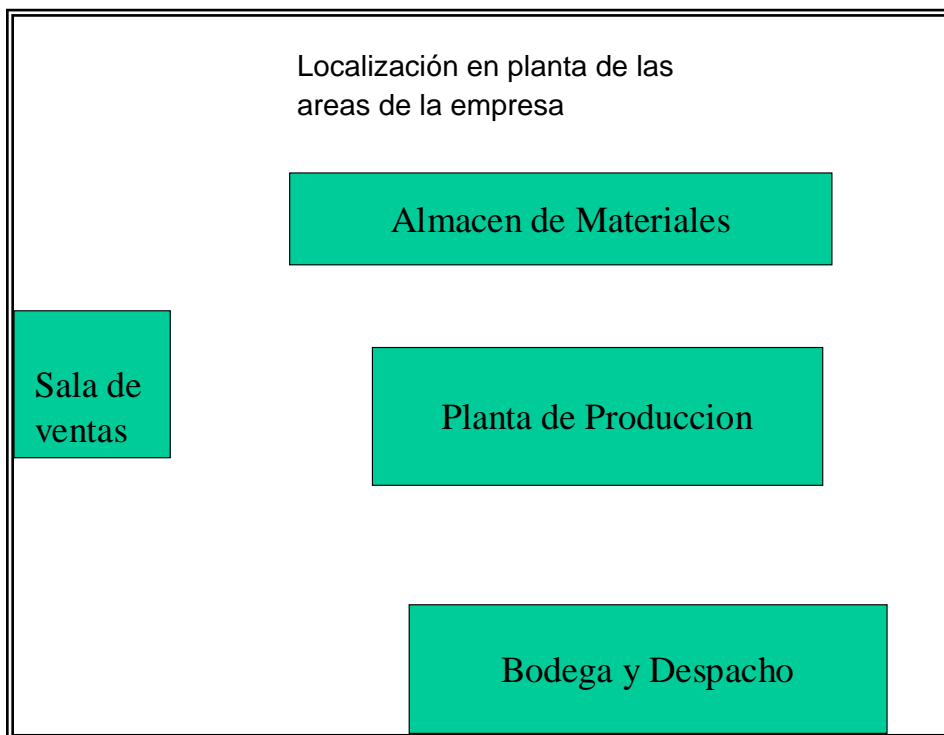 Localización en planta de las
areas de la empresa
Almacen de Materiales
Sala de
ventas
Planta de Produccion
Bodega y Despacho